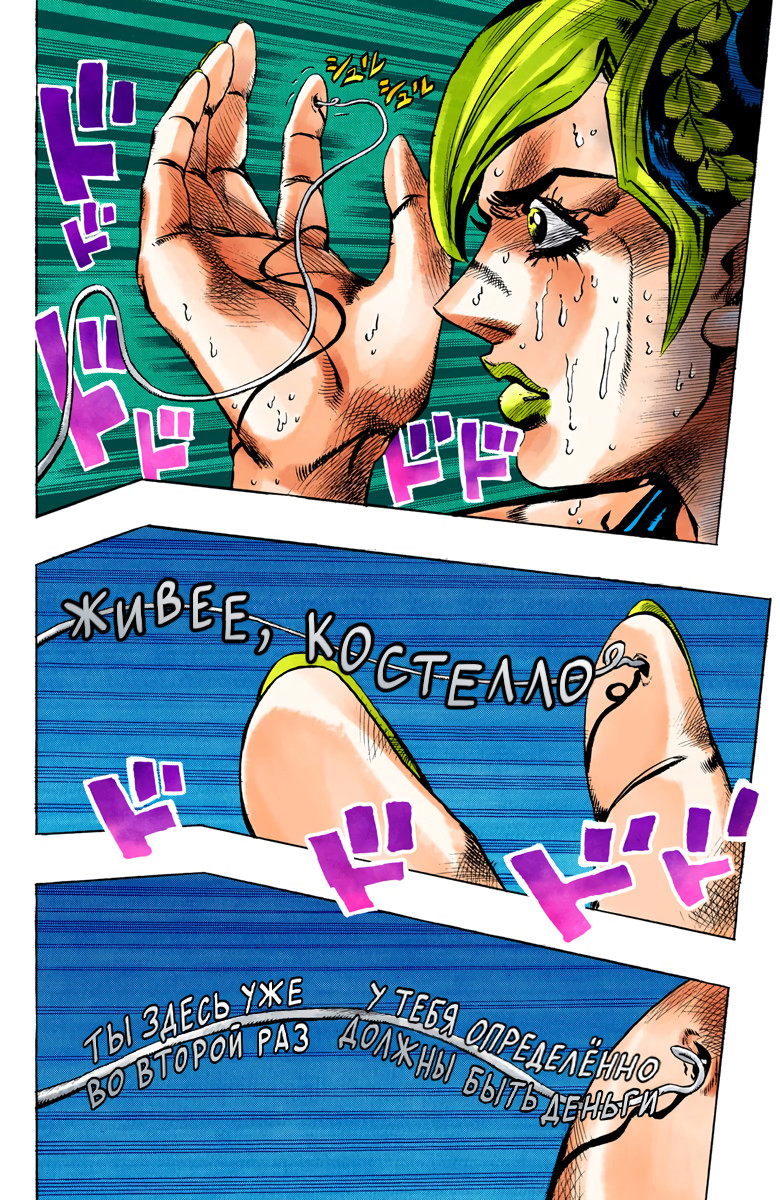 シュル
シュル
ドド
ドドド
ドド
ЖИВЕЕ, КОСТЕЛЛО
ド
ド
ドド
ТЫ ЗДЕСЬ УЖЕ
ВО ВТОРОЙ РАЗ
У ТЕБЯ ОПРЕДЕЛЁННО
ДОЛЖНЫ БЫТЬ ДЕНЬГИ